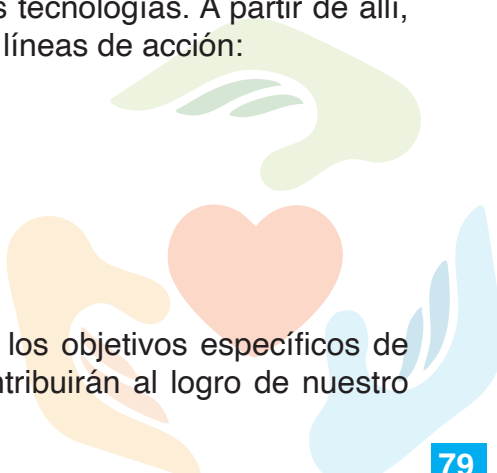 s tecnologías. A partir de allí,
líneas de acción:
los objetivos específicos de
ntribuirán al logro de nuestro
79